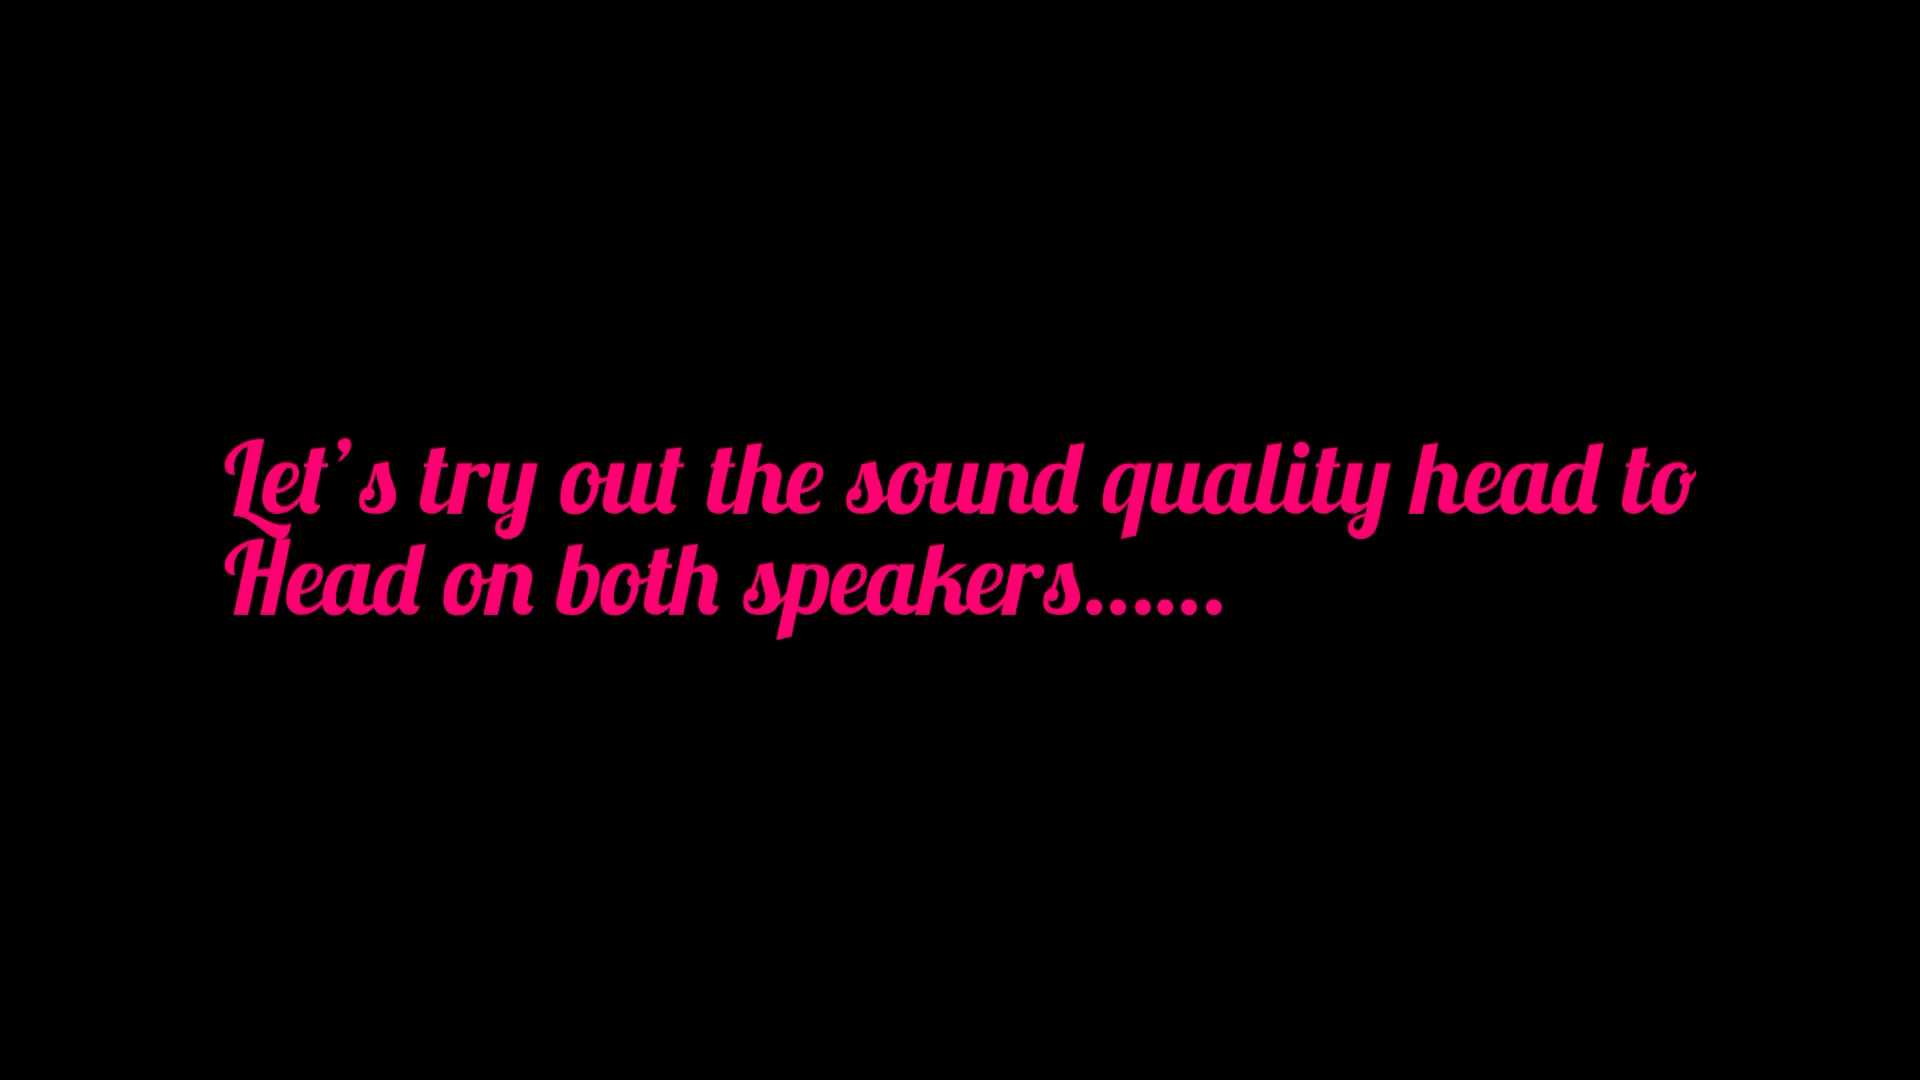 Let’s try out the sound quality head to
Head on both speakers......